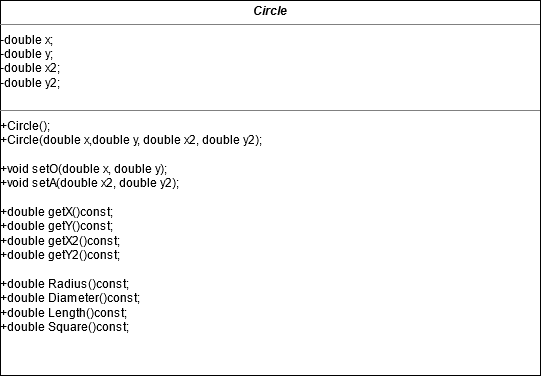 Circle
-double x;
-double y;
-double x2;
-double y2;
+Circle();
+Circle(double x,double y, double x2, double y2);
+void setO(double x, double y);
+void setA(double x2, double y2);
+double getX()const;
+double getY()const;
+double getX2()const;
+double getY2()const;
+double Radius()const;
+double Diameter()const;
+double Length()const;
+double Square()const;